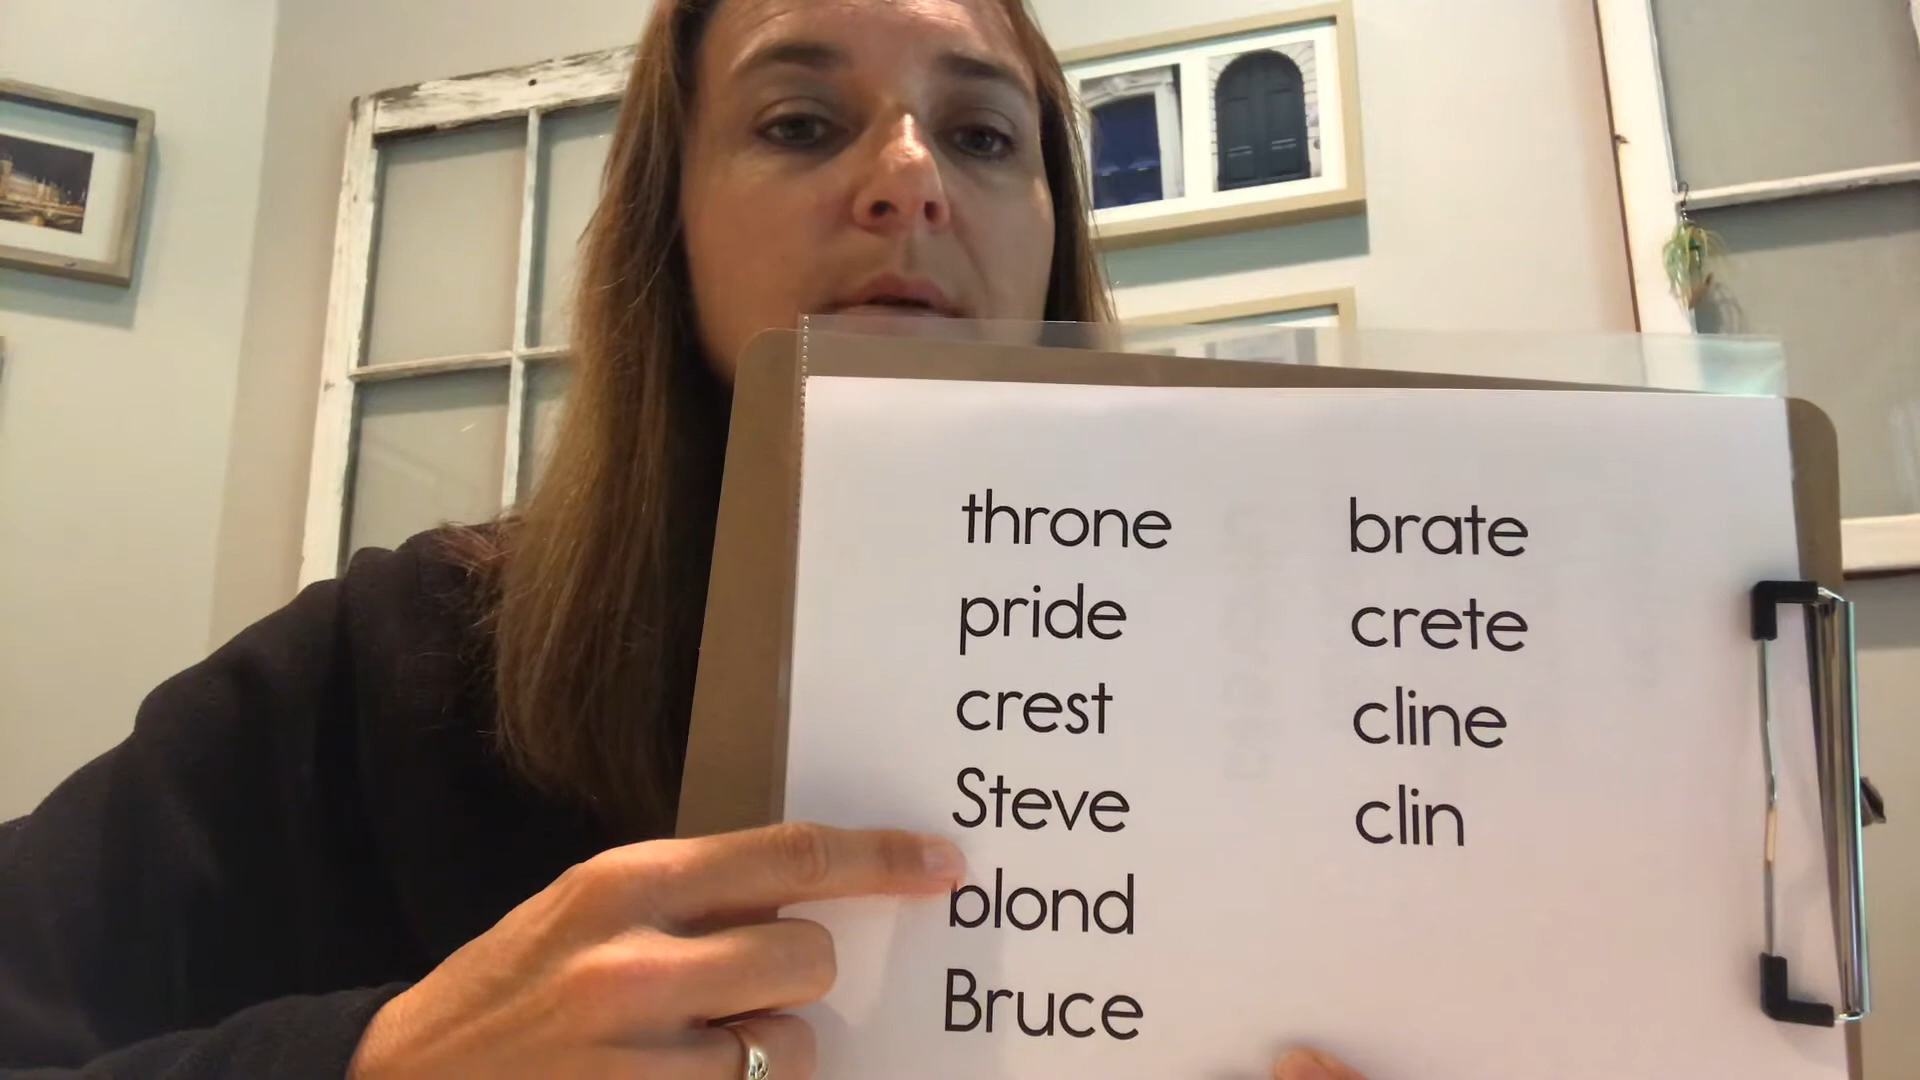 throne
pride
crest
Steve
blond
Bruce
brate
crete
cline
clin